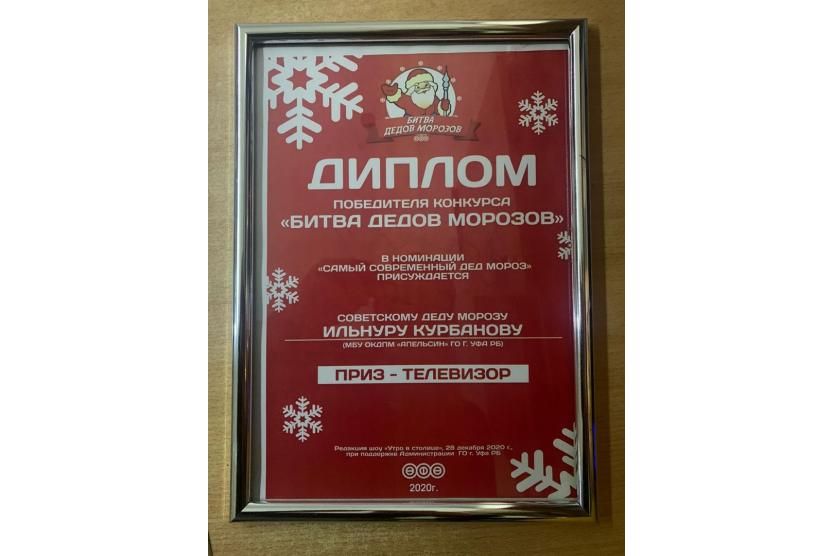 БИТВА
ДЕДОВ МОРОЗОВ
ДИПЛОМ
ПОБЕДИТЕЛЯ КОНКУРСА
«БИТВА ДЕДОВ МОРОЗОВ»
В НОМИНАЦИИ
«САМЫЙ СОВРЕМЕННЫЙ ДЕД МОРОЗ»
ПРИСУЖДАЕТСЯ
СОВЕТСКОМУ ДЕДУ МОРОЗУ
ИЛЬНУРУ КУРБАНОВУ
(МБУ ОКДПМ «АПЕЛЬСИН» ГО Г. УФА РБ)
ПРИЗ - ТЕЛЕВИЗОР
Редакция шоу «Утро в столице», 28 декабря 2020 г.,
при поддержке Администрации ГО г. Уфа РБ
2020г.